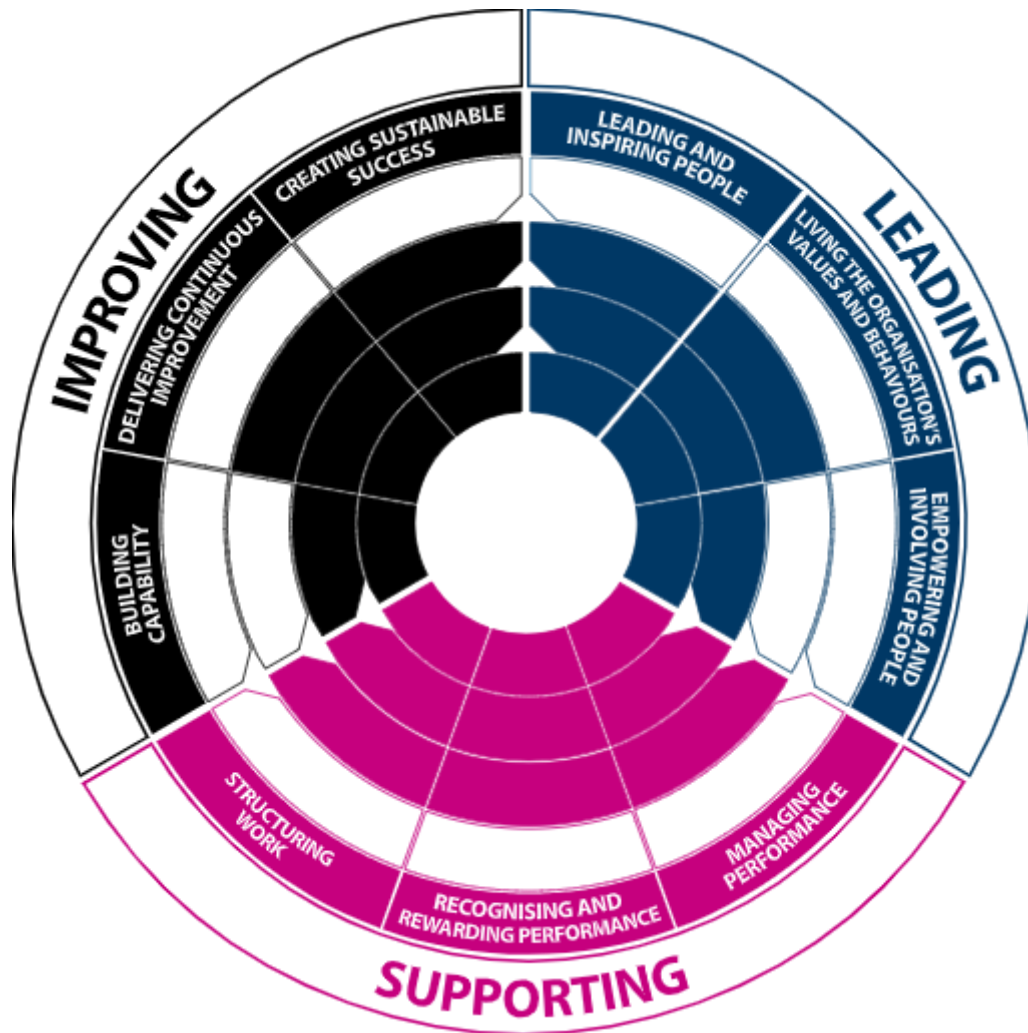 LEADING
LEADING AND
INSPIRING PEOPLE
LIVING THE ORGANISATION'S
VALUES AND BEHAVIOURS
EMPOWERING AND
INVOLVING PEOPLE
SUPPORTING
MANAGING
PERFORMANCE
RECOGNISING AND
REWARDING PERFORMANCE
STRUCTURING
WORK
IMPROVING
BUILDING
CAPABILITY
DELIVERING CONTINUOUS
IMPROVEMENT
CREATING SUSTAINABLE
SUCCESS